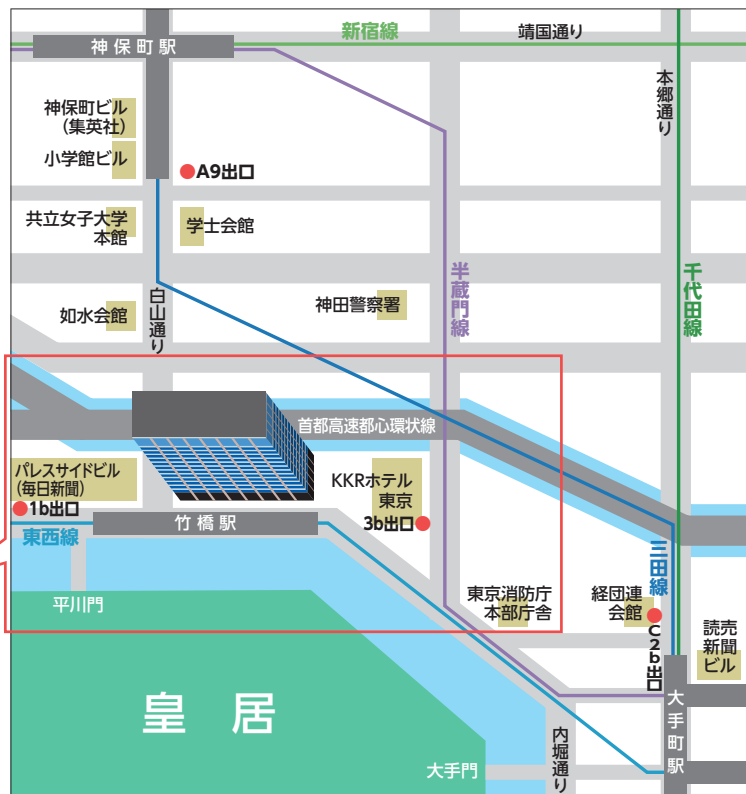 新宿線
靖国通り
神保町駅
本郷通り
神保町ビル
(集英社)
小学館ビル
A9出口
共立女子大学
本館
学士会館
半蔵門線
千代田線
白山通り
神田警察署
如水会館
首都高速都心環状線
パレスサイドビル
(毎日新聞)
1b出口
KKRホテル
東京
3b出口
竹橋駅
東西線
三田線
平川門
東京消防庁
本部庁舎
経団連
会館
C2b出口
読売
新聞
ビル
皇居
大手町駅
内堀通り
大手門